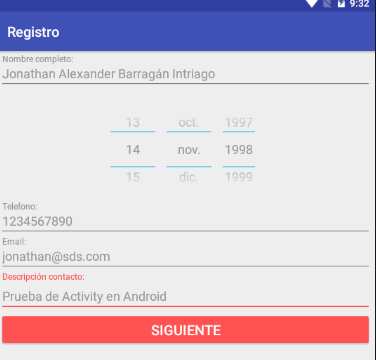 9:32
Registro
Nombre completo:
Jonathan Alexander Barragán Intriago
13 oct. 1997
14 nov. 1998
15 dic. 1999
Telefono:
1234567890
Email:
jonathan@sds.com
Descripción contacto:
Prueba de Activity en Android
SIGUIENTE